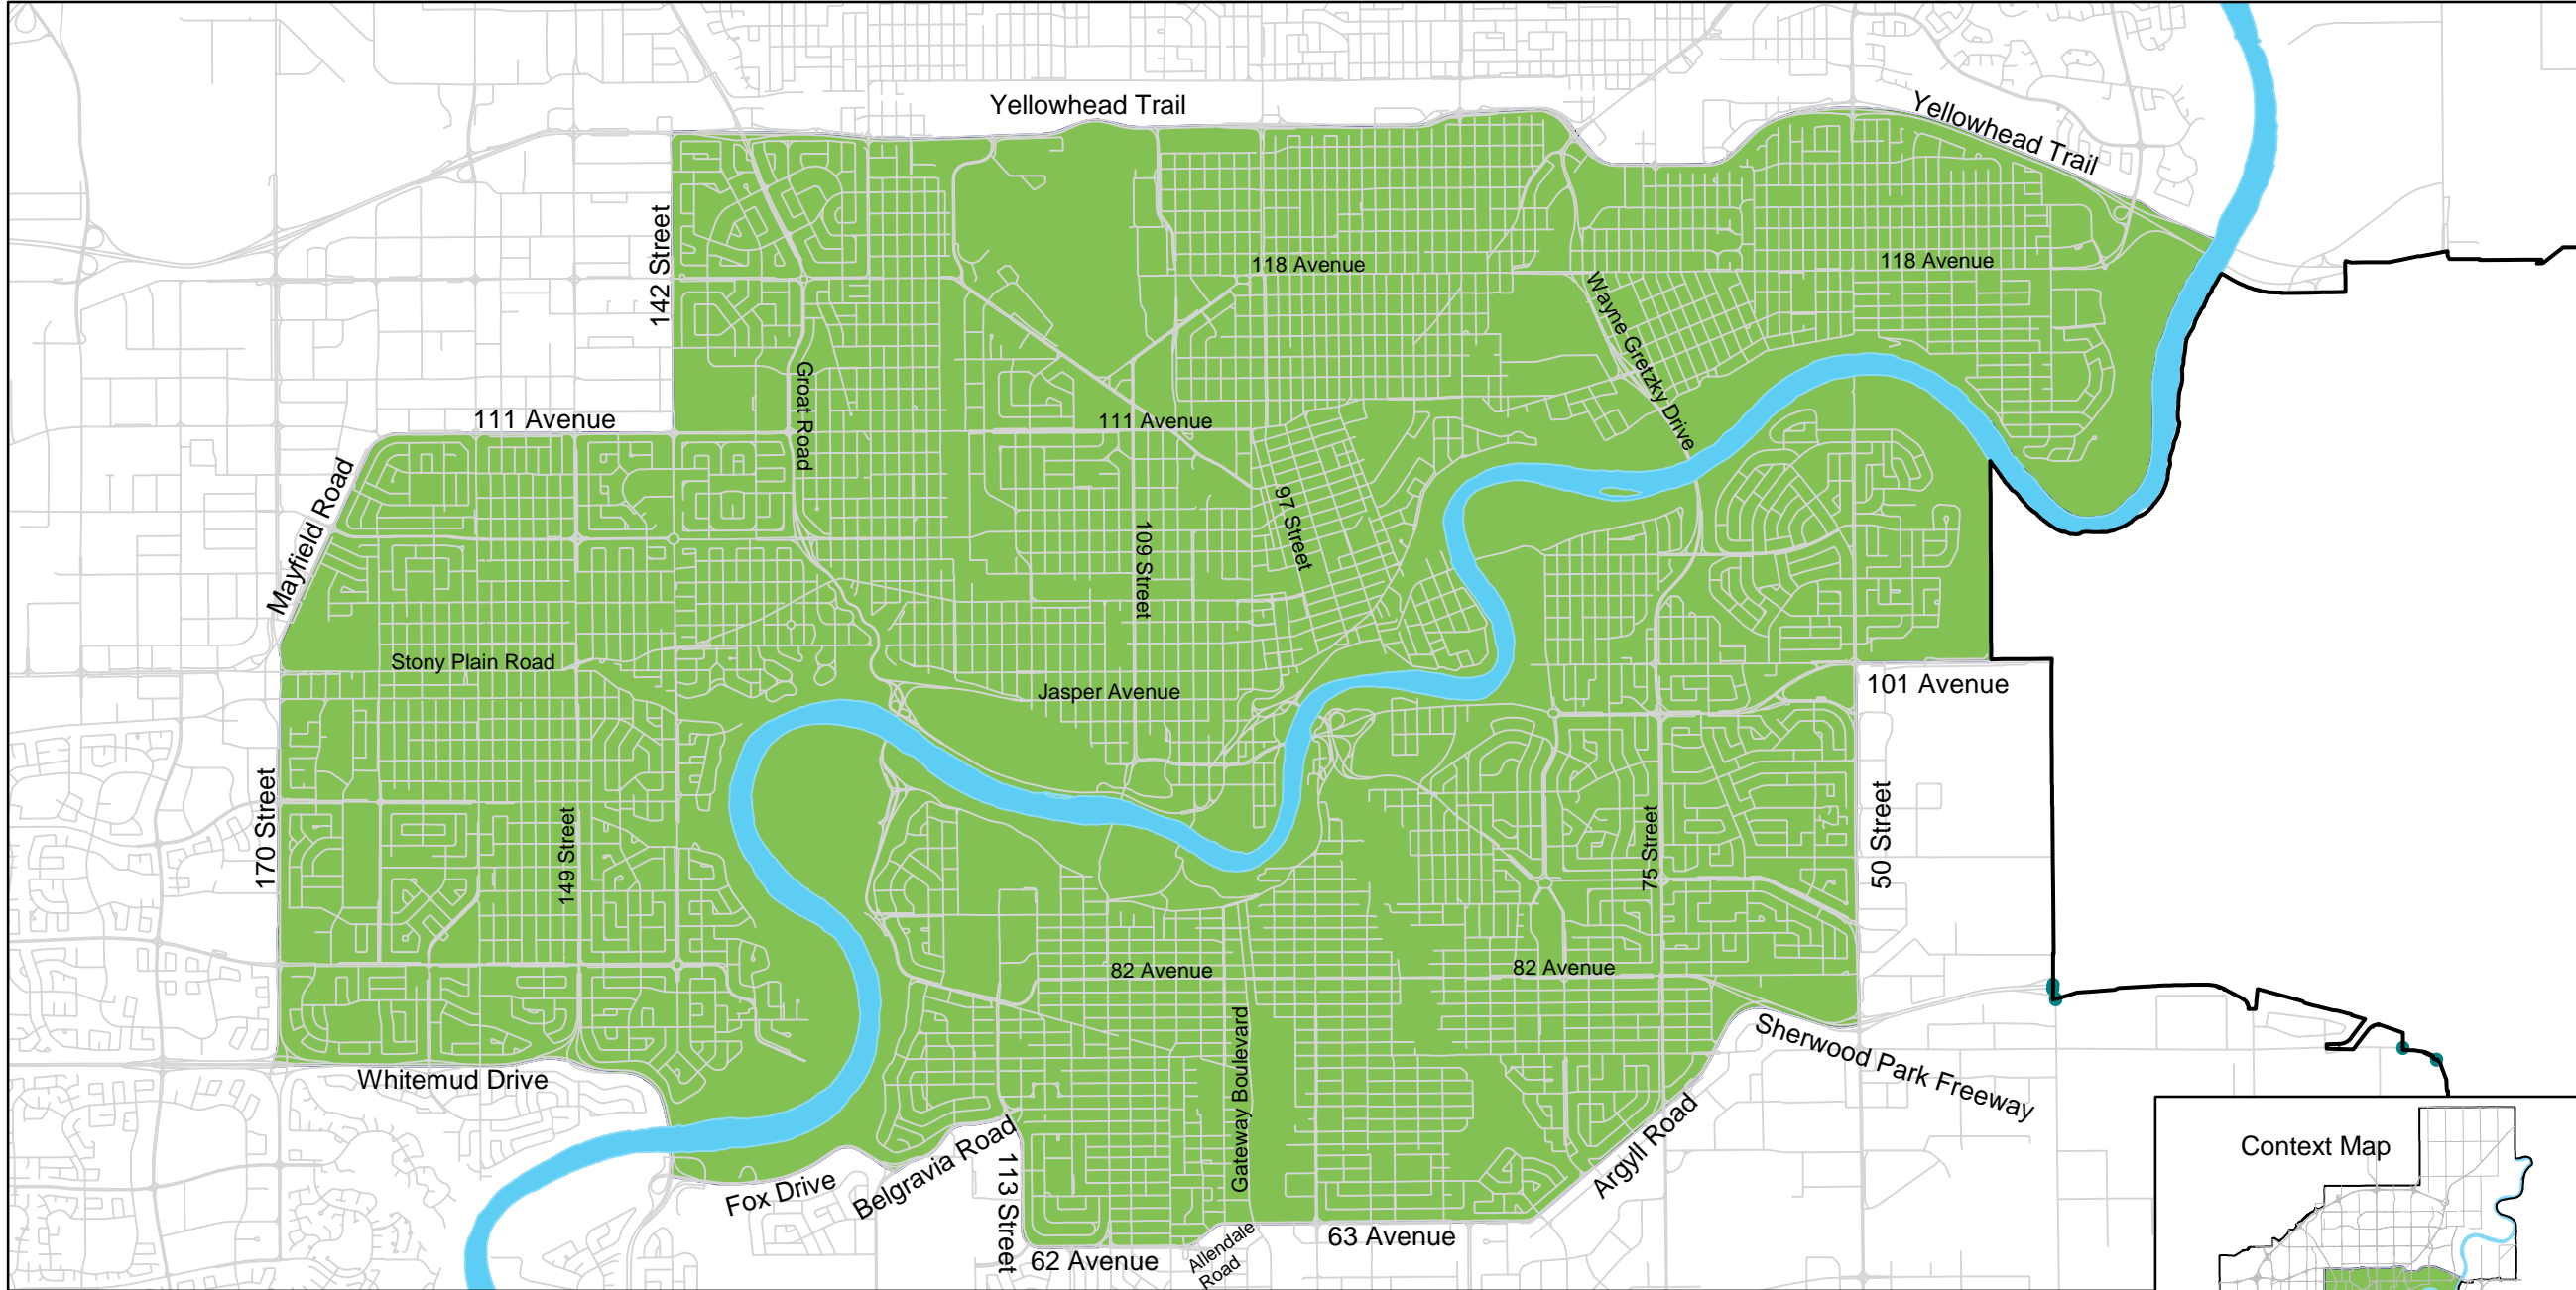 Yellowhead Trail
Yellowhead Trail
142 Street
118 Avenue
118 Avenue
Wayne Gretzky Drive
Groat Road
111 Avenue
111 Avenue
Mayfield Road
97 Street
109 Street
Stony Plain Road
Jasper Avenue
101 Avenue
170 Street
149 Street
75 Street
50 Street
82 Avenue
82 Avenue
Gateway Boulevard
Sherwood Park Freeway
Whitemud Drive
Argyll Road
Belgravia Road
Fox Drive
113 Street
Context Map
63 Avenue
62 Avenue
Allendale
Road